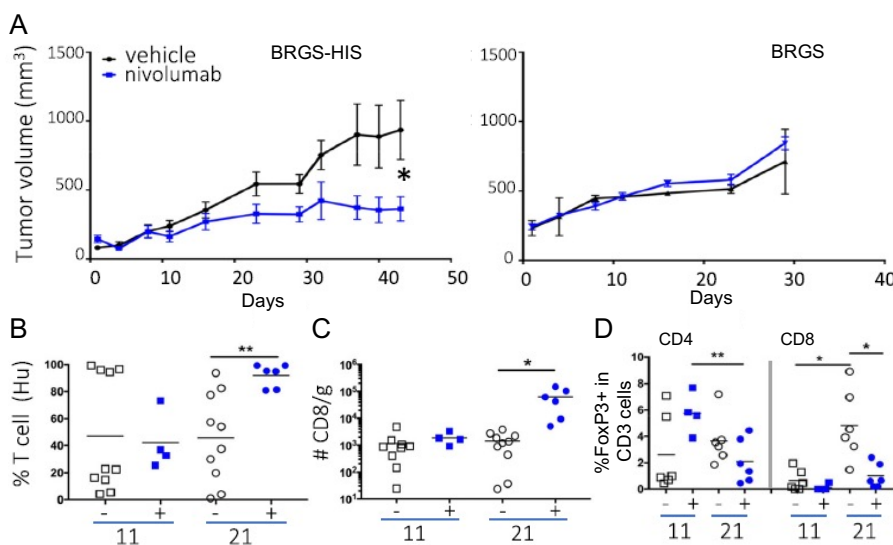 A
Tumor volume (mm³)
1500
1000
500
0
vehicle
nivolumab
BRGS-HIS
*
0 10 20 30 40 50
Days
1500
1000
500
0
BRGS
0 10 20 30 40
Days
B
% T cell (Hu)
100
80
60
40
20
0
**
- + - +
11 21
C
# CD8/g
10⁶
10⁵
10⁴
10³
10²
10¹
*
- + - +
11 21
D
%FoxP3+ in
CD3 cells
CD4 CD8
10
8
6
4
2
0
** * *
- + - + - + - +
11 21 11 21